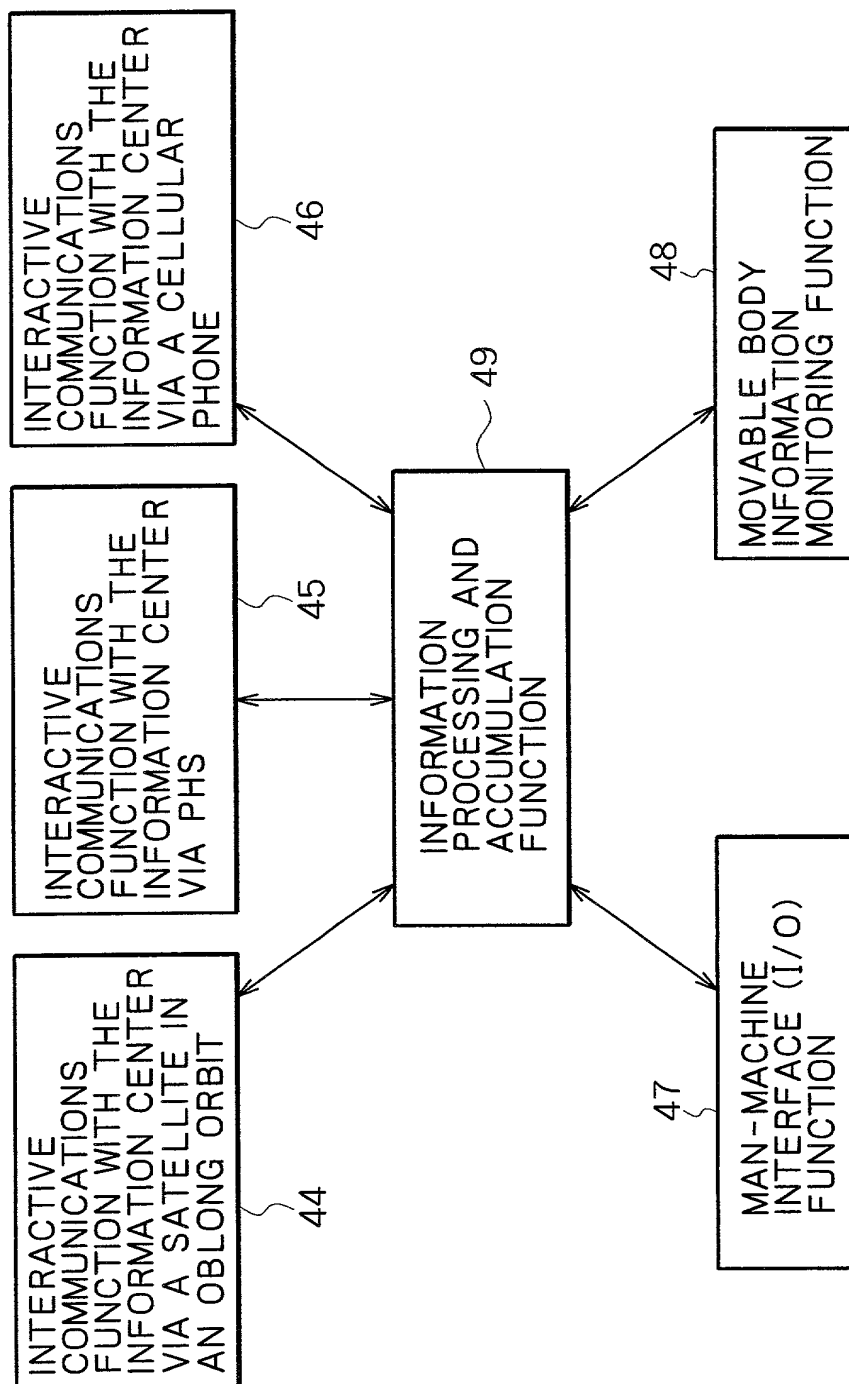 INTERACTIVE
COMMUNICATIONS
FUNCTION WITH THE
INFORMATION CENTER
VIA A SATELLITE IN
AN OBLONG ORBIT
44
INTERACTIVE
COMMUNICATIONS
FUNCTION WITH THE
INFORMATION CENTER
VIA PHS
45
INTERACTIVE
COMMUNICATIONS
FUNCTION WITH THE
INFORMATION CENTER
VIA A CELLULAR
PHONE
46
INFORMATION
PROCESSING AND
ACCUMULATION
FUNCTION
49
MAN-MACHINE
INTERFACE (I/O)
FUNCTION
47
MOVABLE BODY
INFORMATION
MONITORING FUNCTION
48